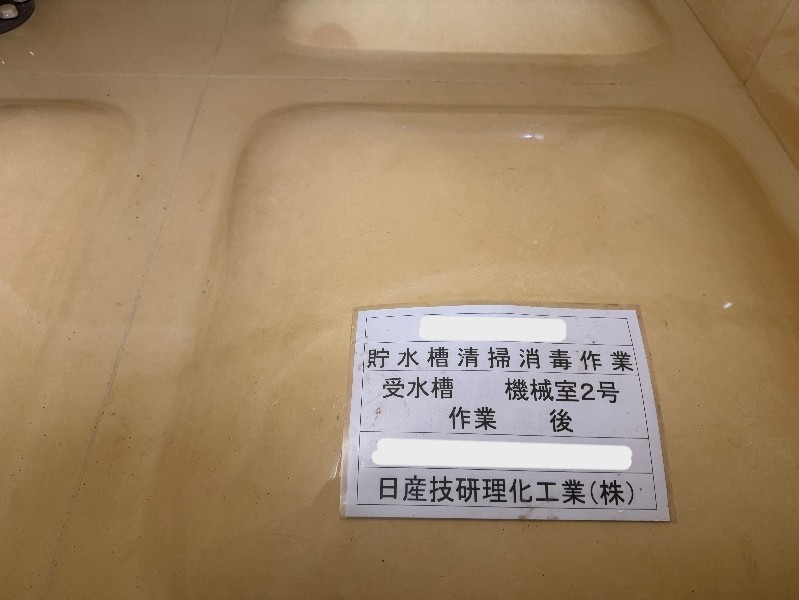 貯水槽清掃消毒作業
受水槽 機械室2号
作業 後
日産技研理化工業(株)